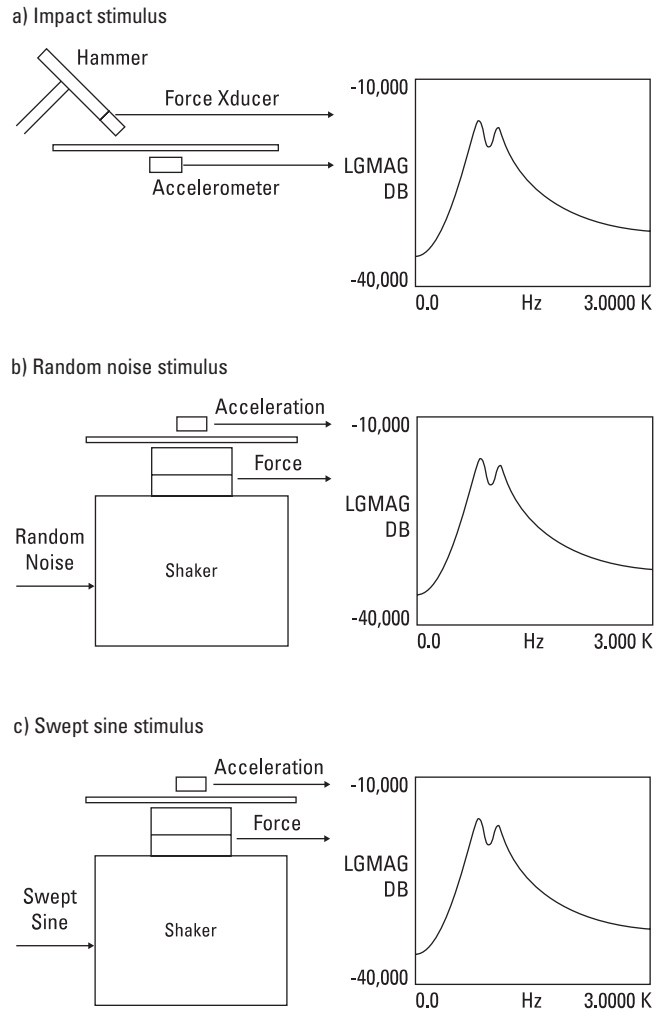 a) Impact stimulus
Hammer
Force Xducer
Accelerometer
-10,000
LGMAG
DB
-40,000
0.0 Hz 3.0000 K
b) Random noise stimulus
Acceleration
Force
Random
Noise
Shaker
-10,000
LGMAG
DB
-40,000
0.0 Hz 3.000 K
c) Swept sine stimulus
Acceleration
Force
Swept
Sine
Shaker
-10,000
LGMAG
DB
-40,000
0.0 Hz 3.0000 K